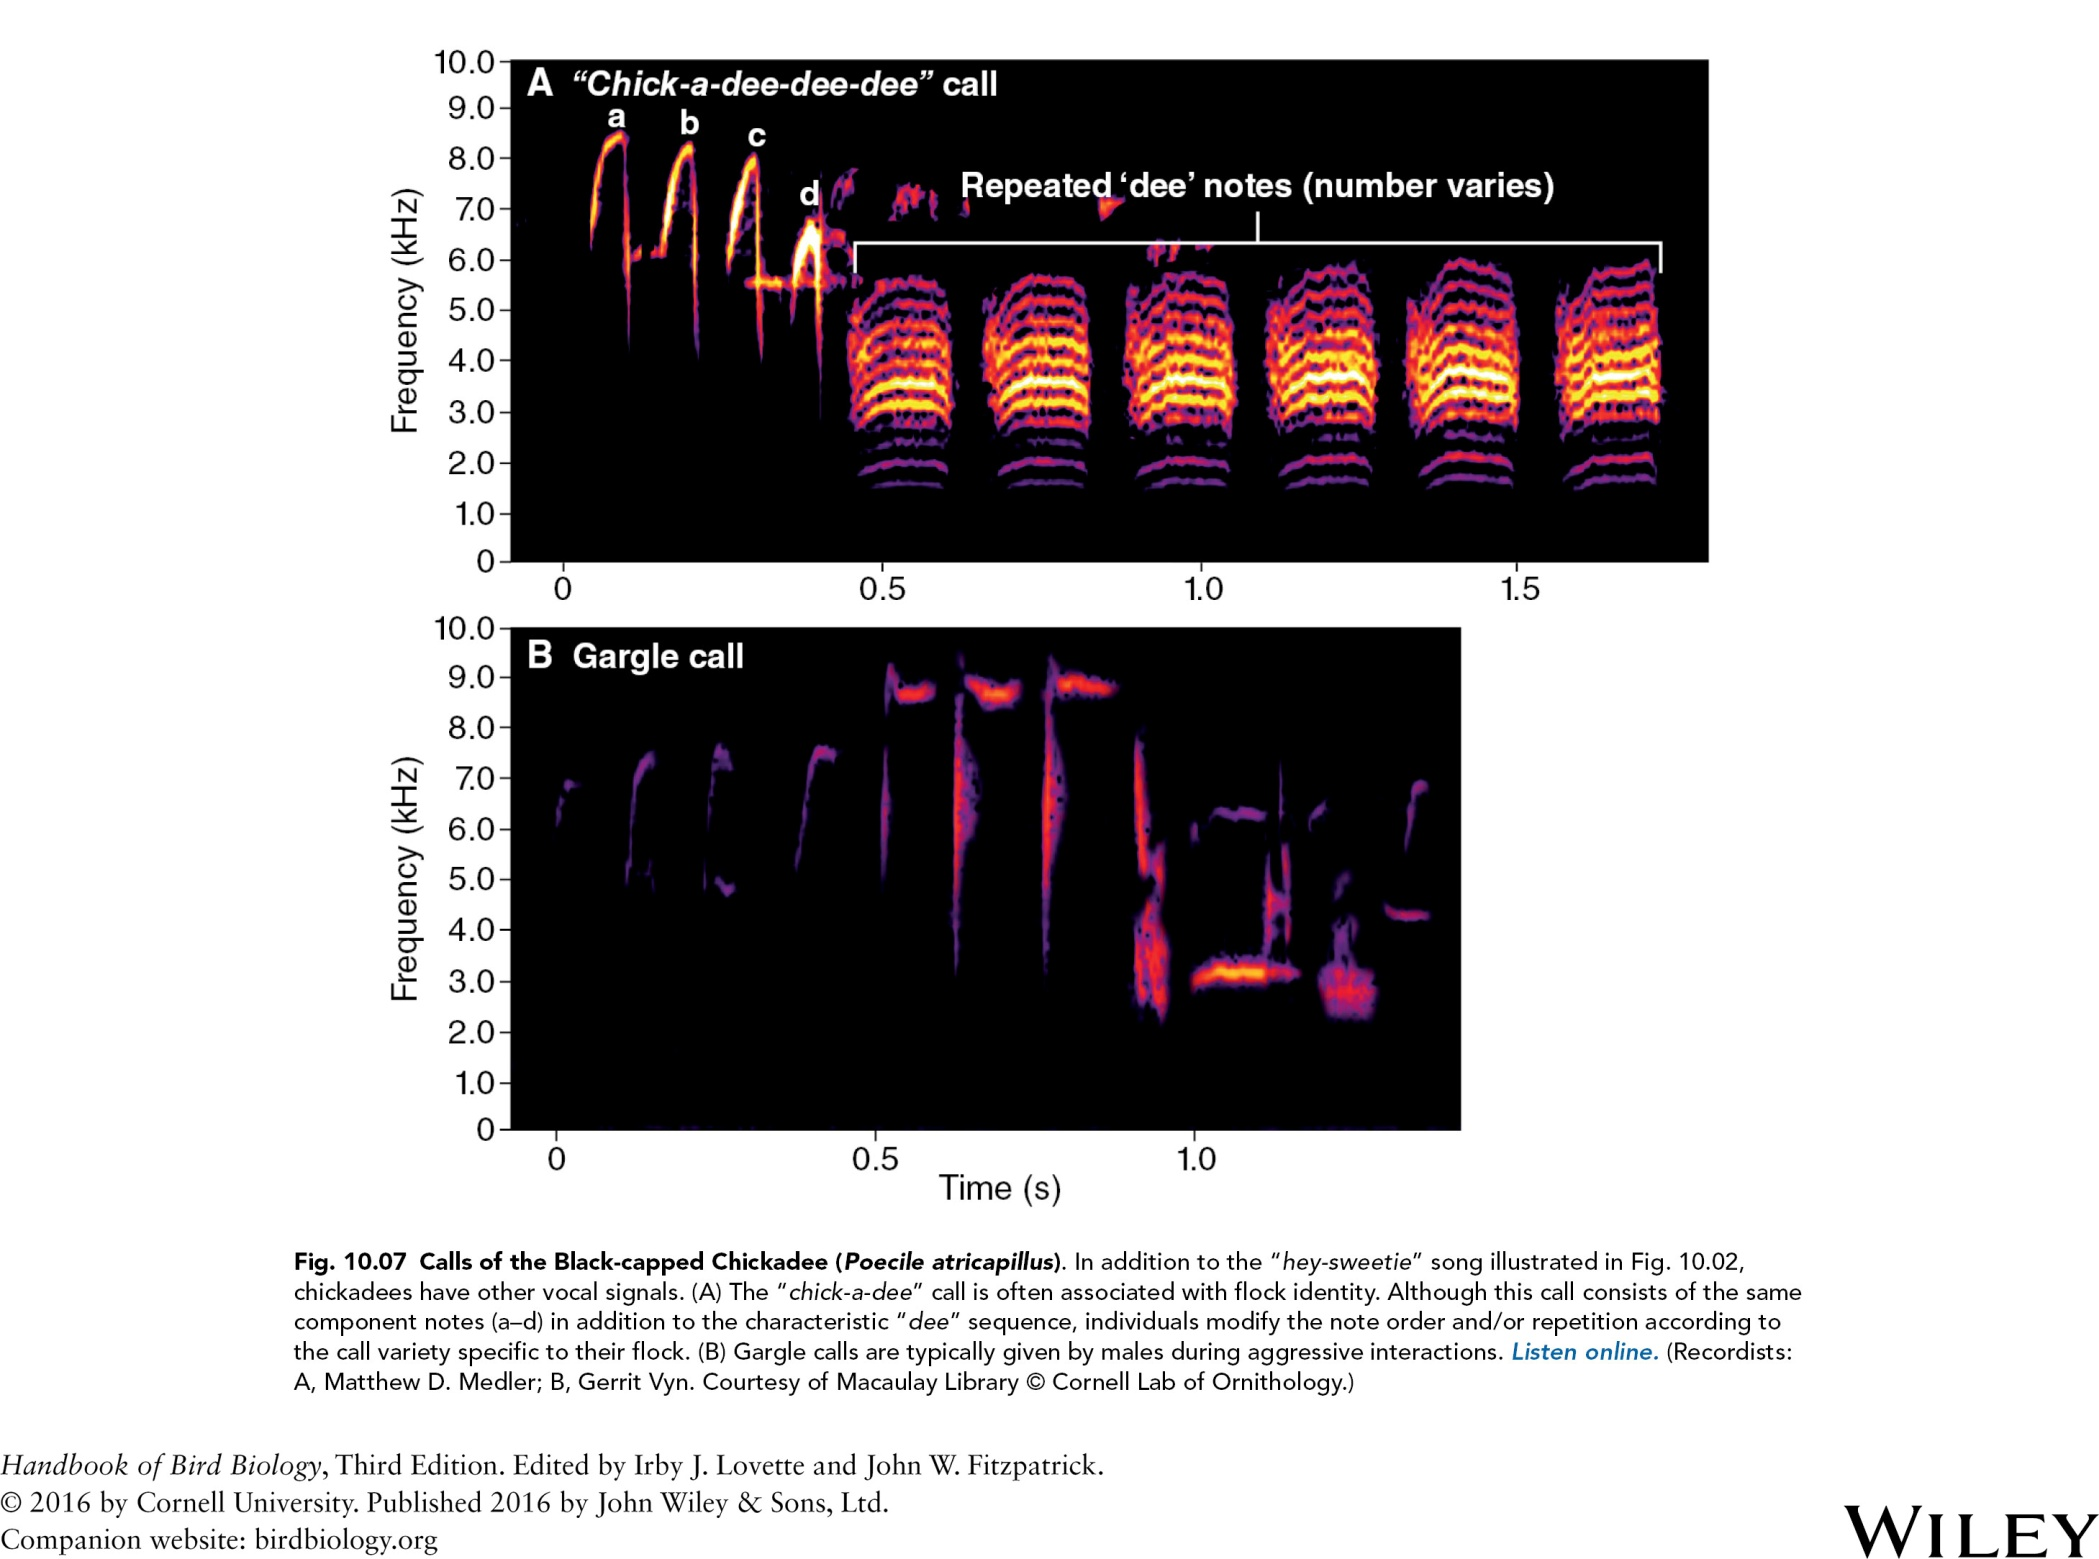 10.0
A "Chick-a-dee-dee-dee" call
9.0
a
b
c
8.0
d
Repeated 'dee' notes (number varies)
7.0
6.0
5.0
4.0
3.0
2.0
1.0
0
Frequency (kHz)
0 0.5 1.0 1.5
10.0
B Gargle call
9.0
8.0
7.0
6.0
5.0
4.0
3.0
2.0
1.0
0
Frequency (kHz)
0 0.5 1.0
Time (s)
Fig. 10.07 Calls of the Black-capped Chickadee (Poecile atricapillus). In addition to the "hey-sweetie" song illustrated in Fig. 10.02,
chickadees have other vocal signals. (A) The "chick-a-dee" call is often associated with flock identity. Although this call consists of the same
component notes (a–d) in addition to the characteristic "dee" sequence, individuals modify the note order and/or repetition according to
the call variety specific to their flock. (B) Gargle calls are typically given by males during aggressive interactions. Listen online. (Recordists:
A, Matthew D. Medler; B, Gerrit Vyn. Courtesy of Macaulay Library © Cornell Lab of Ornithology.)
Handbook of Bird Biology, Third Edition. Edited by Irby J. Lovette and John W. Fitzpatrick.
© 2016 by Cornell University. Published 2016 by John Wiley & Sons, Ltd.
Companion website: birdbiology.org
WILEY